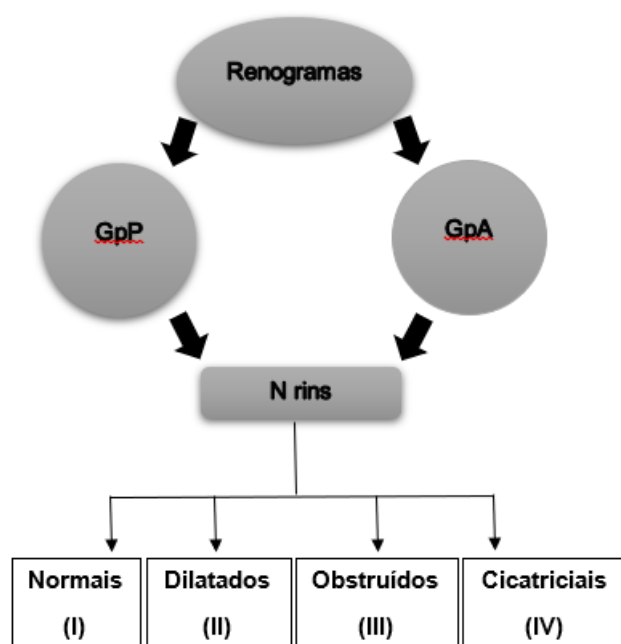 Renogramas
GpP
GpA
N rins
Normais
(I)
Dilatados
(II)
Obstruídos
(III)
Cicatriciais
(IV)